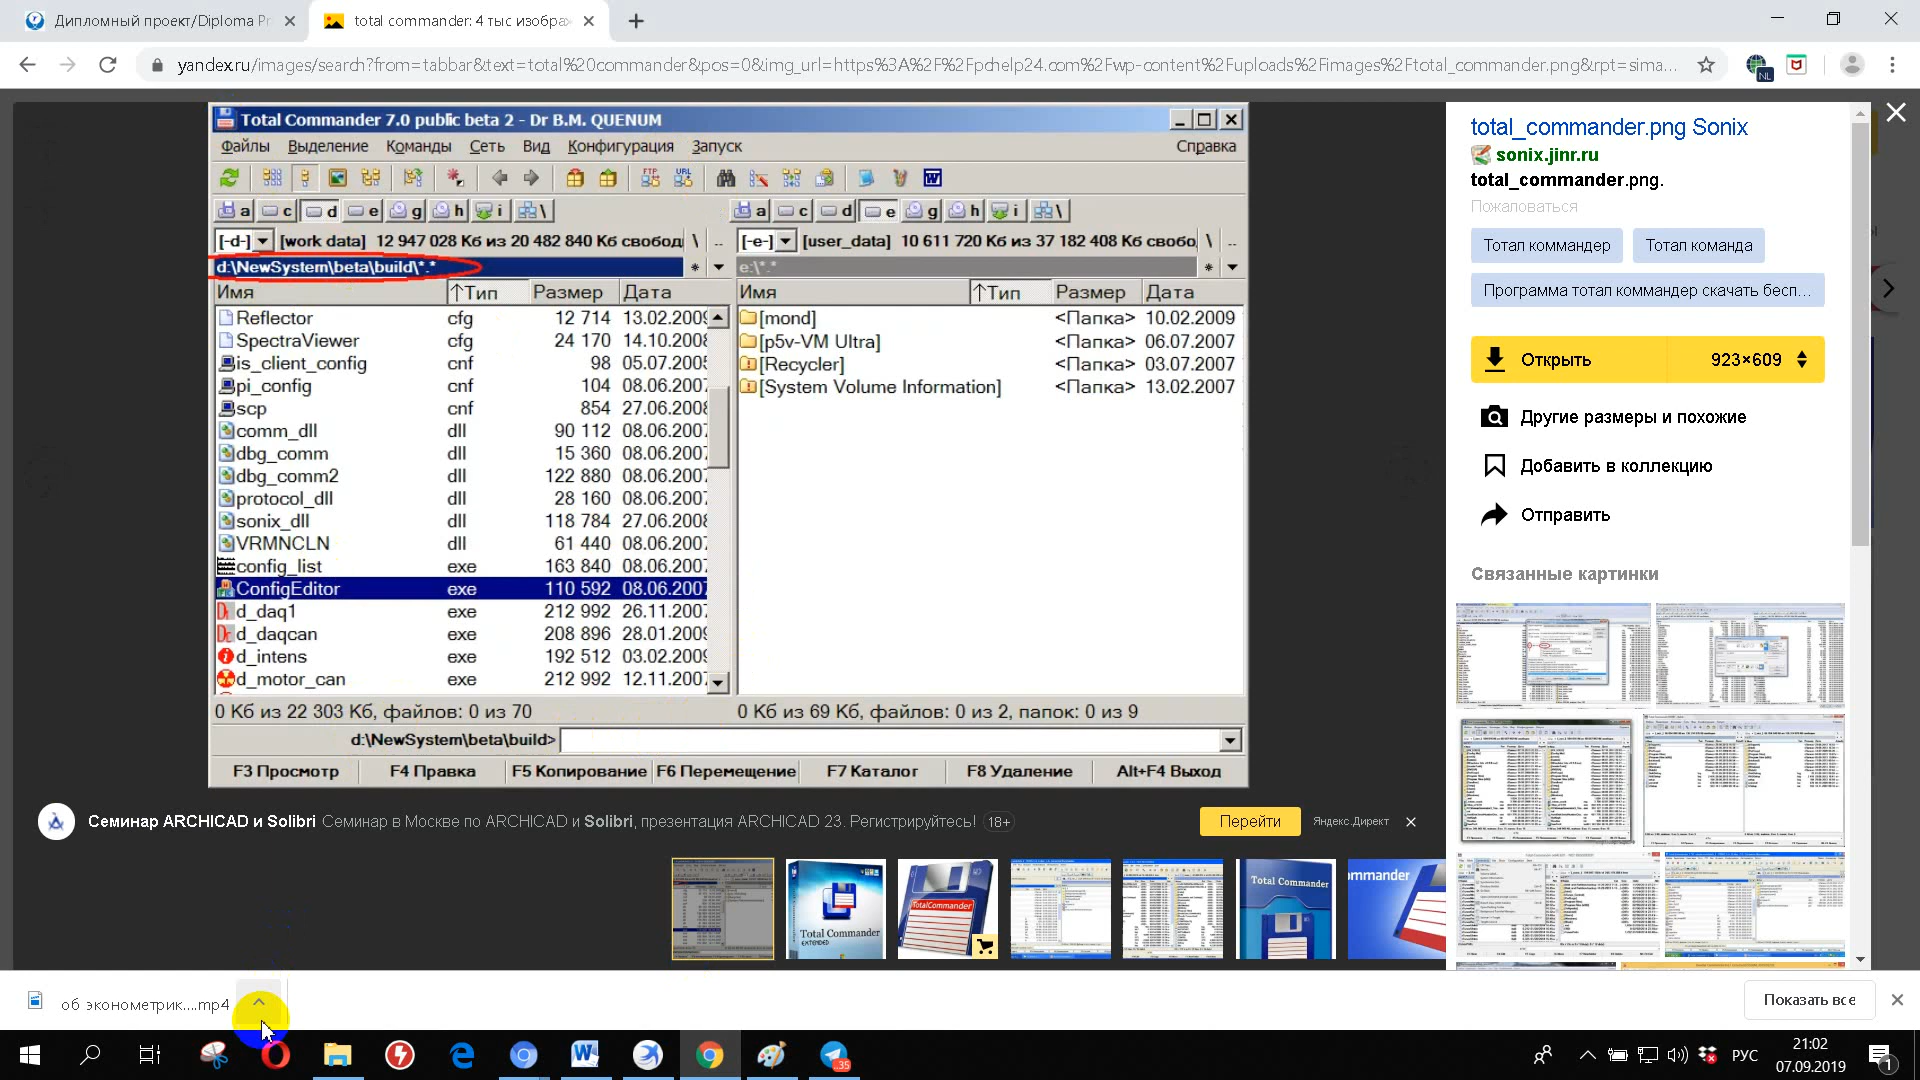 Дипломный проект/Diploma Pr
total commander: 4 тыс изобра
yandex.ru/images/search?from=tabbar&text=total%20commander&pos=0&img_url=https%3A%2F%2Fpchelp24.com%2Fwp-content%2Fuploads%2Fimages%2Ftotal_commander.png&rpt=sima...
NL
Total Commander 7.0 public beta 2 - Dr B.M. QUENUM
Файлы Выделение Команды Сеть Вид Конфигурация Запуск Справка
FTP URL
a c d e g h i \ a c d e g h i \
[-d-] [work data] 12 947 028 Кб из 20 482 840 Кб свобод \ .. [-e-] [user_data] 10 611 720 Кб из 37 182 408 Кб свобо, \ ..
d:\NewSystem\beta\build\*.* * e:\*.* *
Имя ↑Тип Размер Дата Имя ↑Тип Размер Дата
Reflector cfg 12 714 13.02.2009 [mond] <Папка> 10.02.2009
SpectraViewer cfg 24 170 14.10.2008 [p5v-VM Ultra] <Папка> 06.07.2007
is_client_config cnf 98 05.07.2005 [Recycler] <Папка> 03.07.2007
pi_config cnf 104 08.06.2007 [System Volume Information] <Папка> 13.02.2007
scp cnf 854 27.06.2008
comm_dll dll 90 112 08.06.2007
dbg_comm dll 15 360 08.06.2007
dbg_comm2 dll 122 880 08.06.2007
protocol_dll dll 28 160 08.06.2007
sonix_dll dll 118 784 27.06.2008
VRMNCLN dll 61 440 08.06.2007
config_list exe 163 840 08.06.2007
ConfigEditor exe 110 592 08.06.2007
d_daq1 exe 212 992 26.11.2007
d_daqcan exe 208 896 28.01.2009
d_intens exe 192 512 03.02.2009
d_motor_can exe 212 992 12.11.2007
0 Кб из 22 303 Кб, файлов: 0 из 70 0 Кб из 69 Кб, файлов: 0 из 2, папок: 0 из 9
d:\NewSystem\beta\build>
F3 Просмотр F4 Правка F5 Копирование F6 Перемещение F7 Каталог F8 Удаление Alt+F4 Выход
total_commander.png Sonix
sonix.jinr.ru
total_commander.png.
Пожаловаться
Тотал коммандер Тотал команда
Программа тотал коммандер скачать бесп...
Открыть 923×609
Другие размеры и похожие
Добавить в коллекцию
Отправить
Связанные картинки
Семинар ARCHICAD и Solibri Семинар в Москве по ARCHICAD и Solibri, презентация ARCHICAD 23. Регистрируйтесь! 18+
Перейти Яндекс.Директ
Total Commander
EXTENDED
TotalCommander
Total Commander
ommander
об эконометрик....mp4
Показать все
35
РУС
21:02
07.09.2019
1